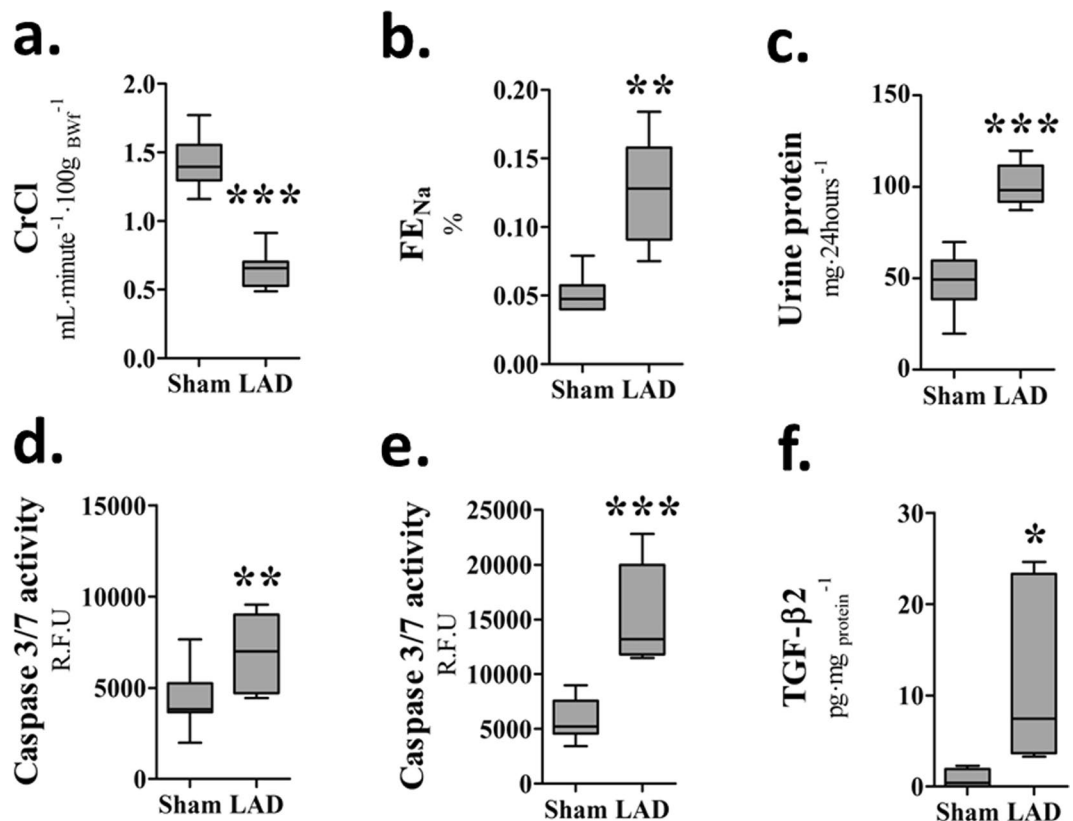 a.
CrCl
mL·minute⁻¹·100g BWf⁻¹
2.0
1.5
1.0
0.5
0.0
***
Sham LAD
b.
FENa
%
0.20
0.15
0.10
0.05
0.00
**
Sham LAD
c.
Urine protein
mg·24hours⁻¹
150
100
50
0
***
Sham LAD
d.
Caspase 3/7 activity
R.F.U
15000
10000
5000
0
**
Sham LAD
e.
Caspase 3/7 activity
R.F.U
25000
20000
15000
10000
5000
0
***
Sham LAD
f.
TGF-β2
pg·mg protein⁻¹
30
20
10
0
*
Sham LAD